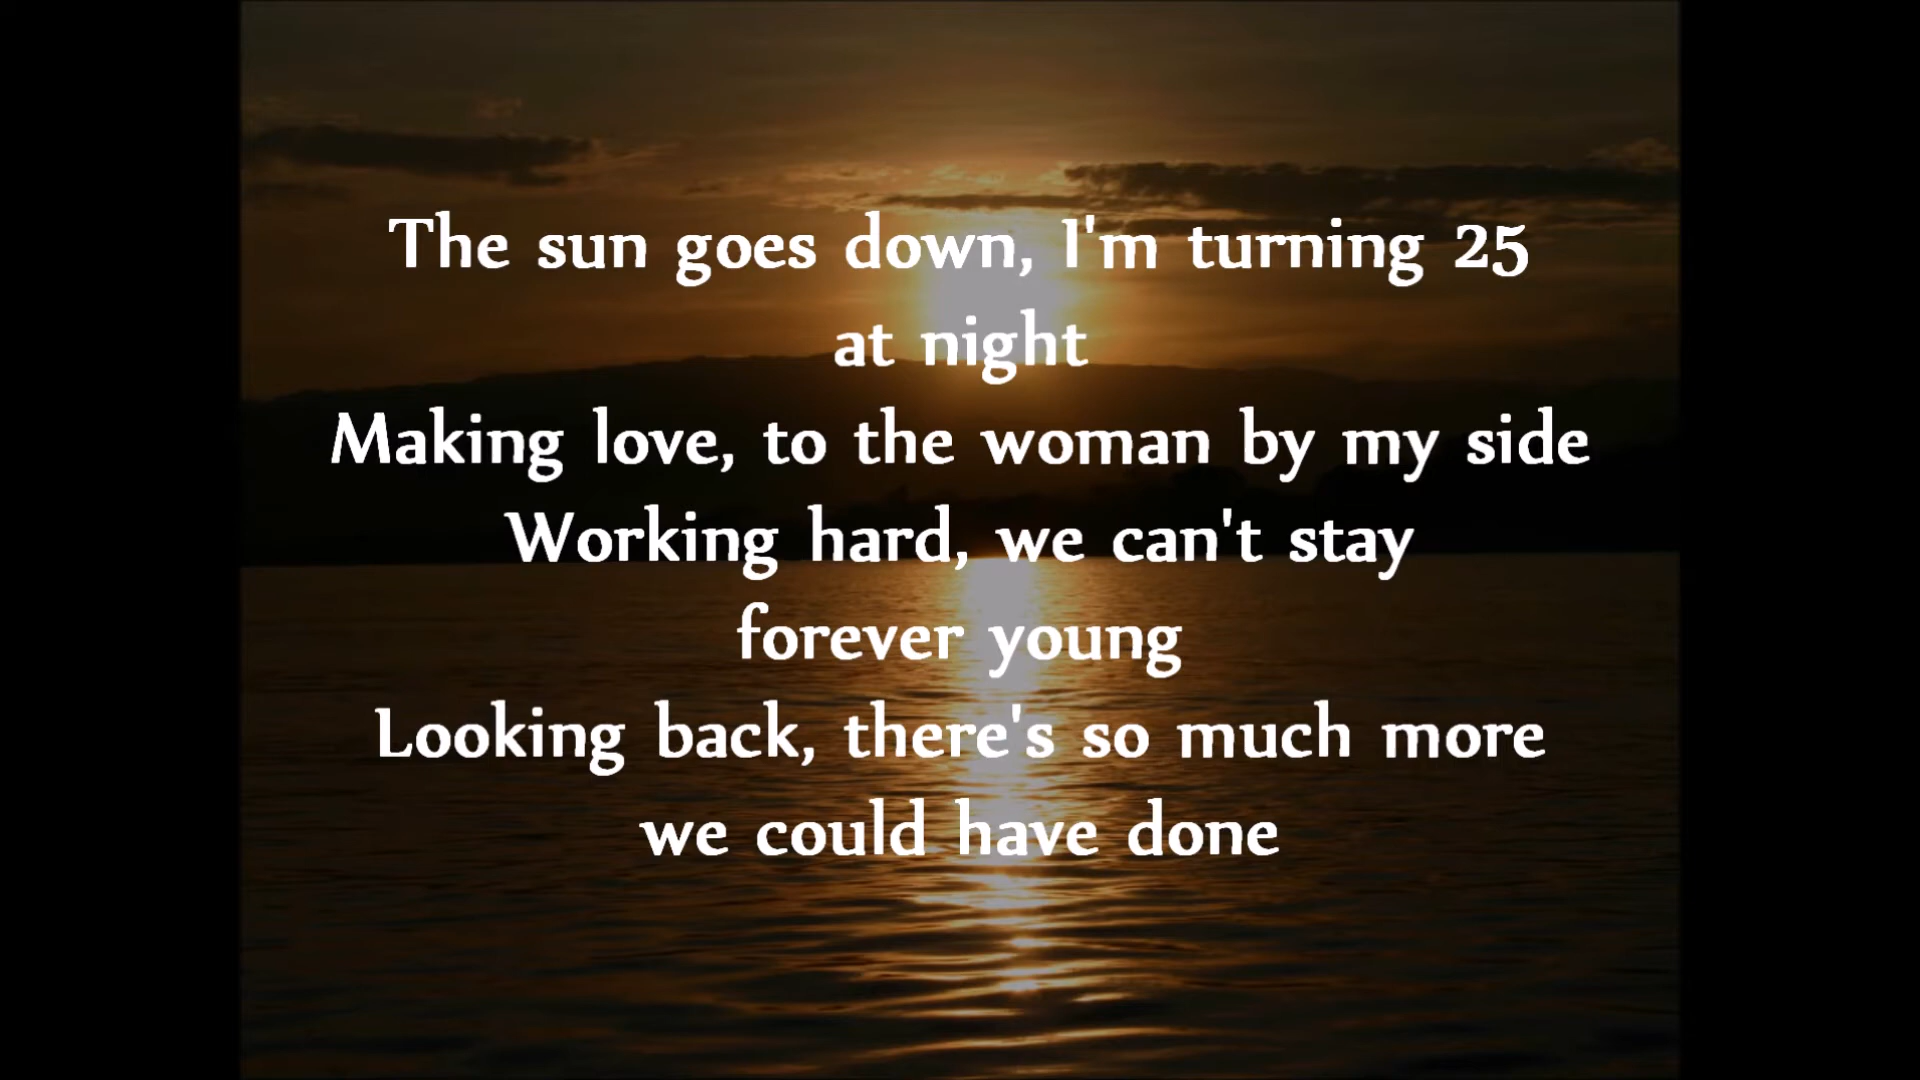 The sun goes down, I'm turning 25
at night
Making love, to the woman by my side
Working hard, we can't stay
forever young
Looking back, there's so much more
we could have done